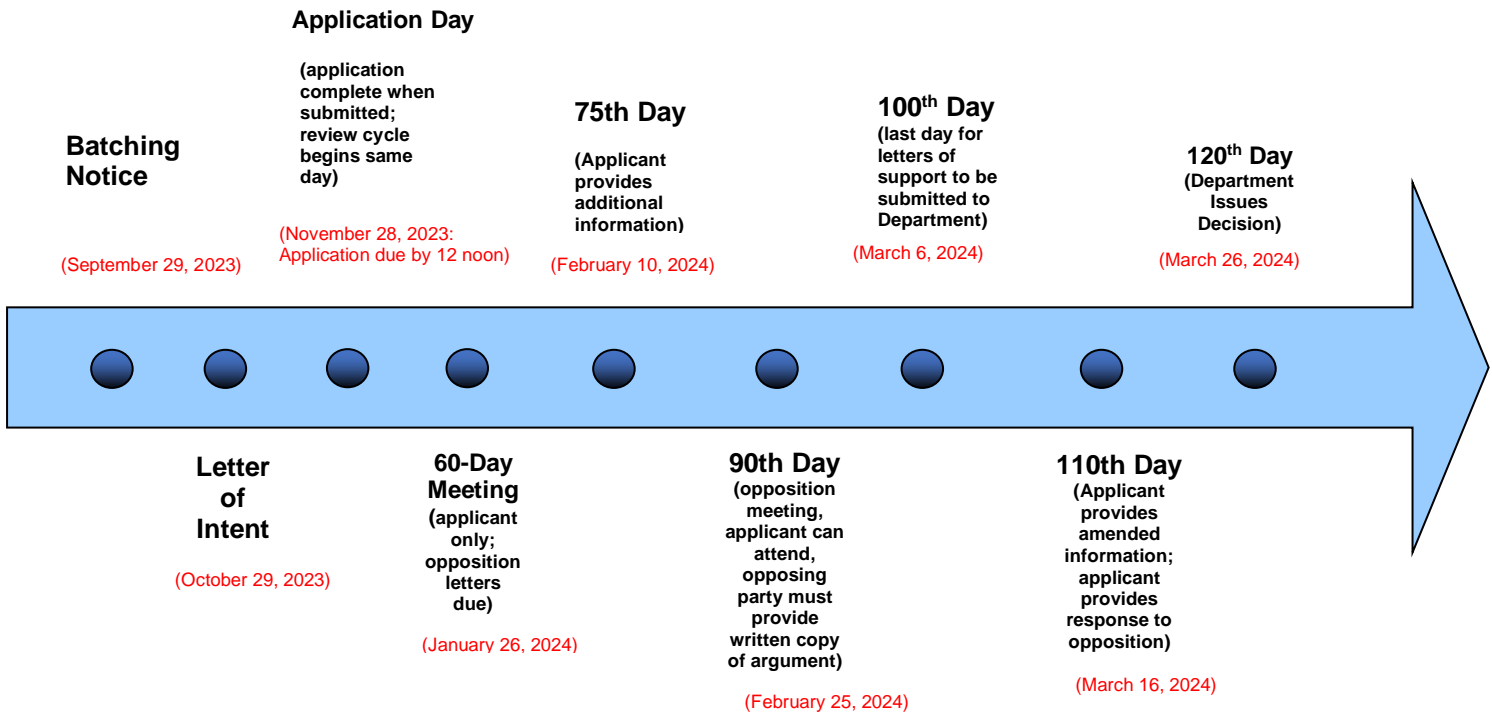 Batching
Notice
(September 29, 2023)
Letter
of
Intent
(October 29, 2023)
Application Day
(application
complete when
submitted;
review cycle
begins same
day)
(November 28, 2023:
Application due by 12 noon)
60-Day
Meeting
(applicant
only;
opposition
letters
due)
(January 26, 2024)
75th Day
(Applicant
provides
additional
information)
(February 10, 2024)
90th Day
(opposition
meeting,
applicant can
attend,
opposing
party must
provide
written copy
of argument)
(February 25, 2024)
100th Day
(last day for
letters of
support to be
submitted to
Department)
(March 6, 2024)
110th Day
(Applicant
provides
amended
information;
applicant
provides
response to
opposition)
(March 16, 2024)
120th Day
(Department
Issues
Decision)
(March 26, 2024)